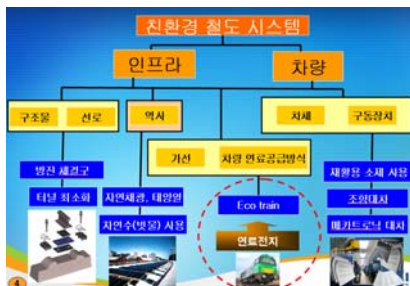 친환경 철도 시스템
인프라
차량
구조물 선로
역사
차체 구동장치
가선 차량 연료공급방식
방진 체결구
터널 최소화
자연채광, 태양열
자연수(빗물) 사용
Eco train
연료전지
재활용 소재 사용
조향대차
메카트로닉 대차
4